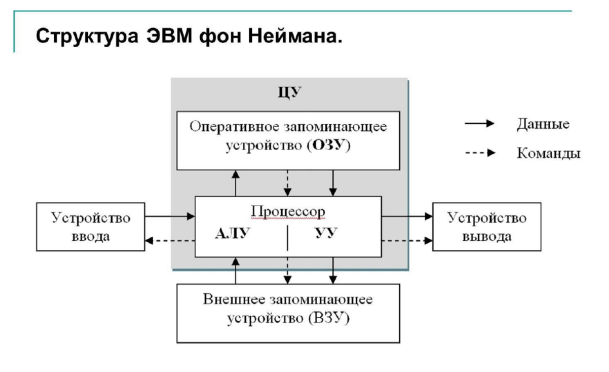 Структура ЭВМ фон Неймана.
ЦУ
Оперативное запоминающее
устройство (ОЗУ)
Данные
Команды
Устройство
ввода
Процессор
АЛУ УУ
Устройство
вывода
Внешнее запоминающее
устройство (ВЗУ)